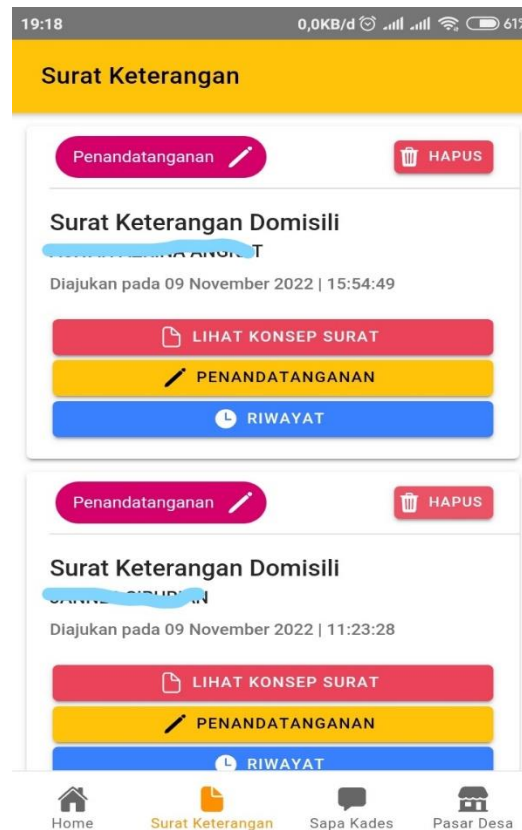 19:18 0,0KB/d 61%
Surat Keterangan
Penandatanganan HAPUS
Surat Keterangan Domisili
Diajukan pada 09 November 2022 | 15:54:49
LIHAT KONSEP SURAT
PENANDATANGANAN
RIWAYAT
Penandatanganan HAPUS
Surat Keterangan Domisili
Diajukan pada 09 November 2022 | 11:23:28
LIHAT KONSEP SURAT
PENANDATANGANAN
RIWAYAT
Home Surat Keterangan Sapa Kades Pasar Desa